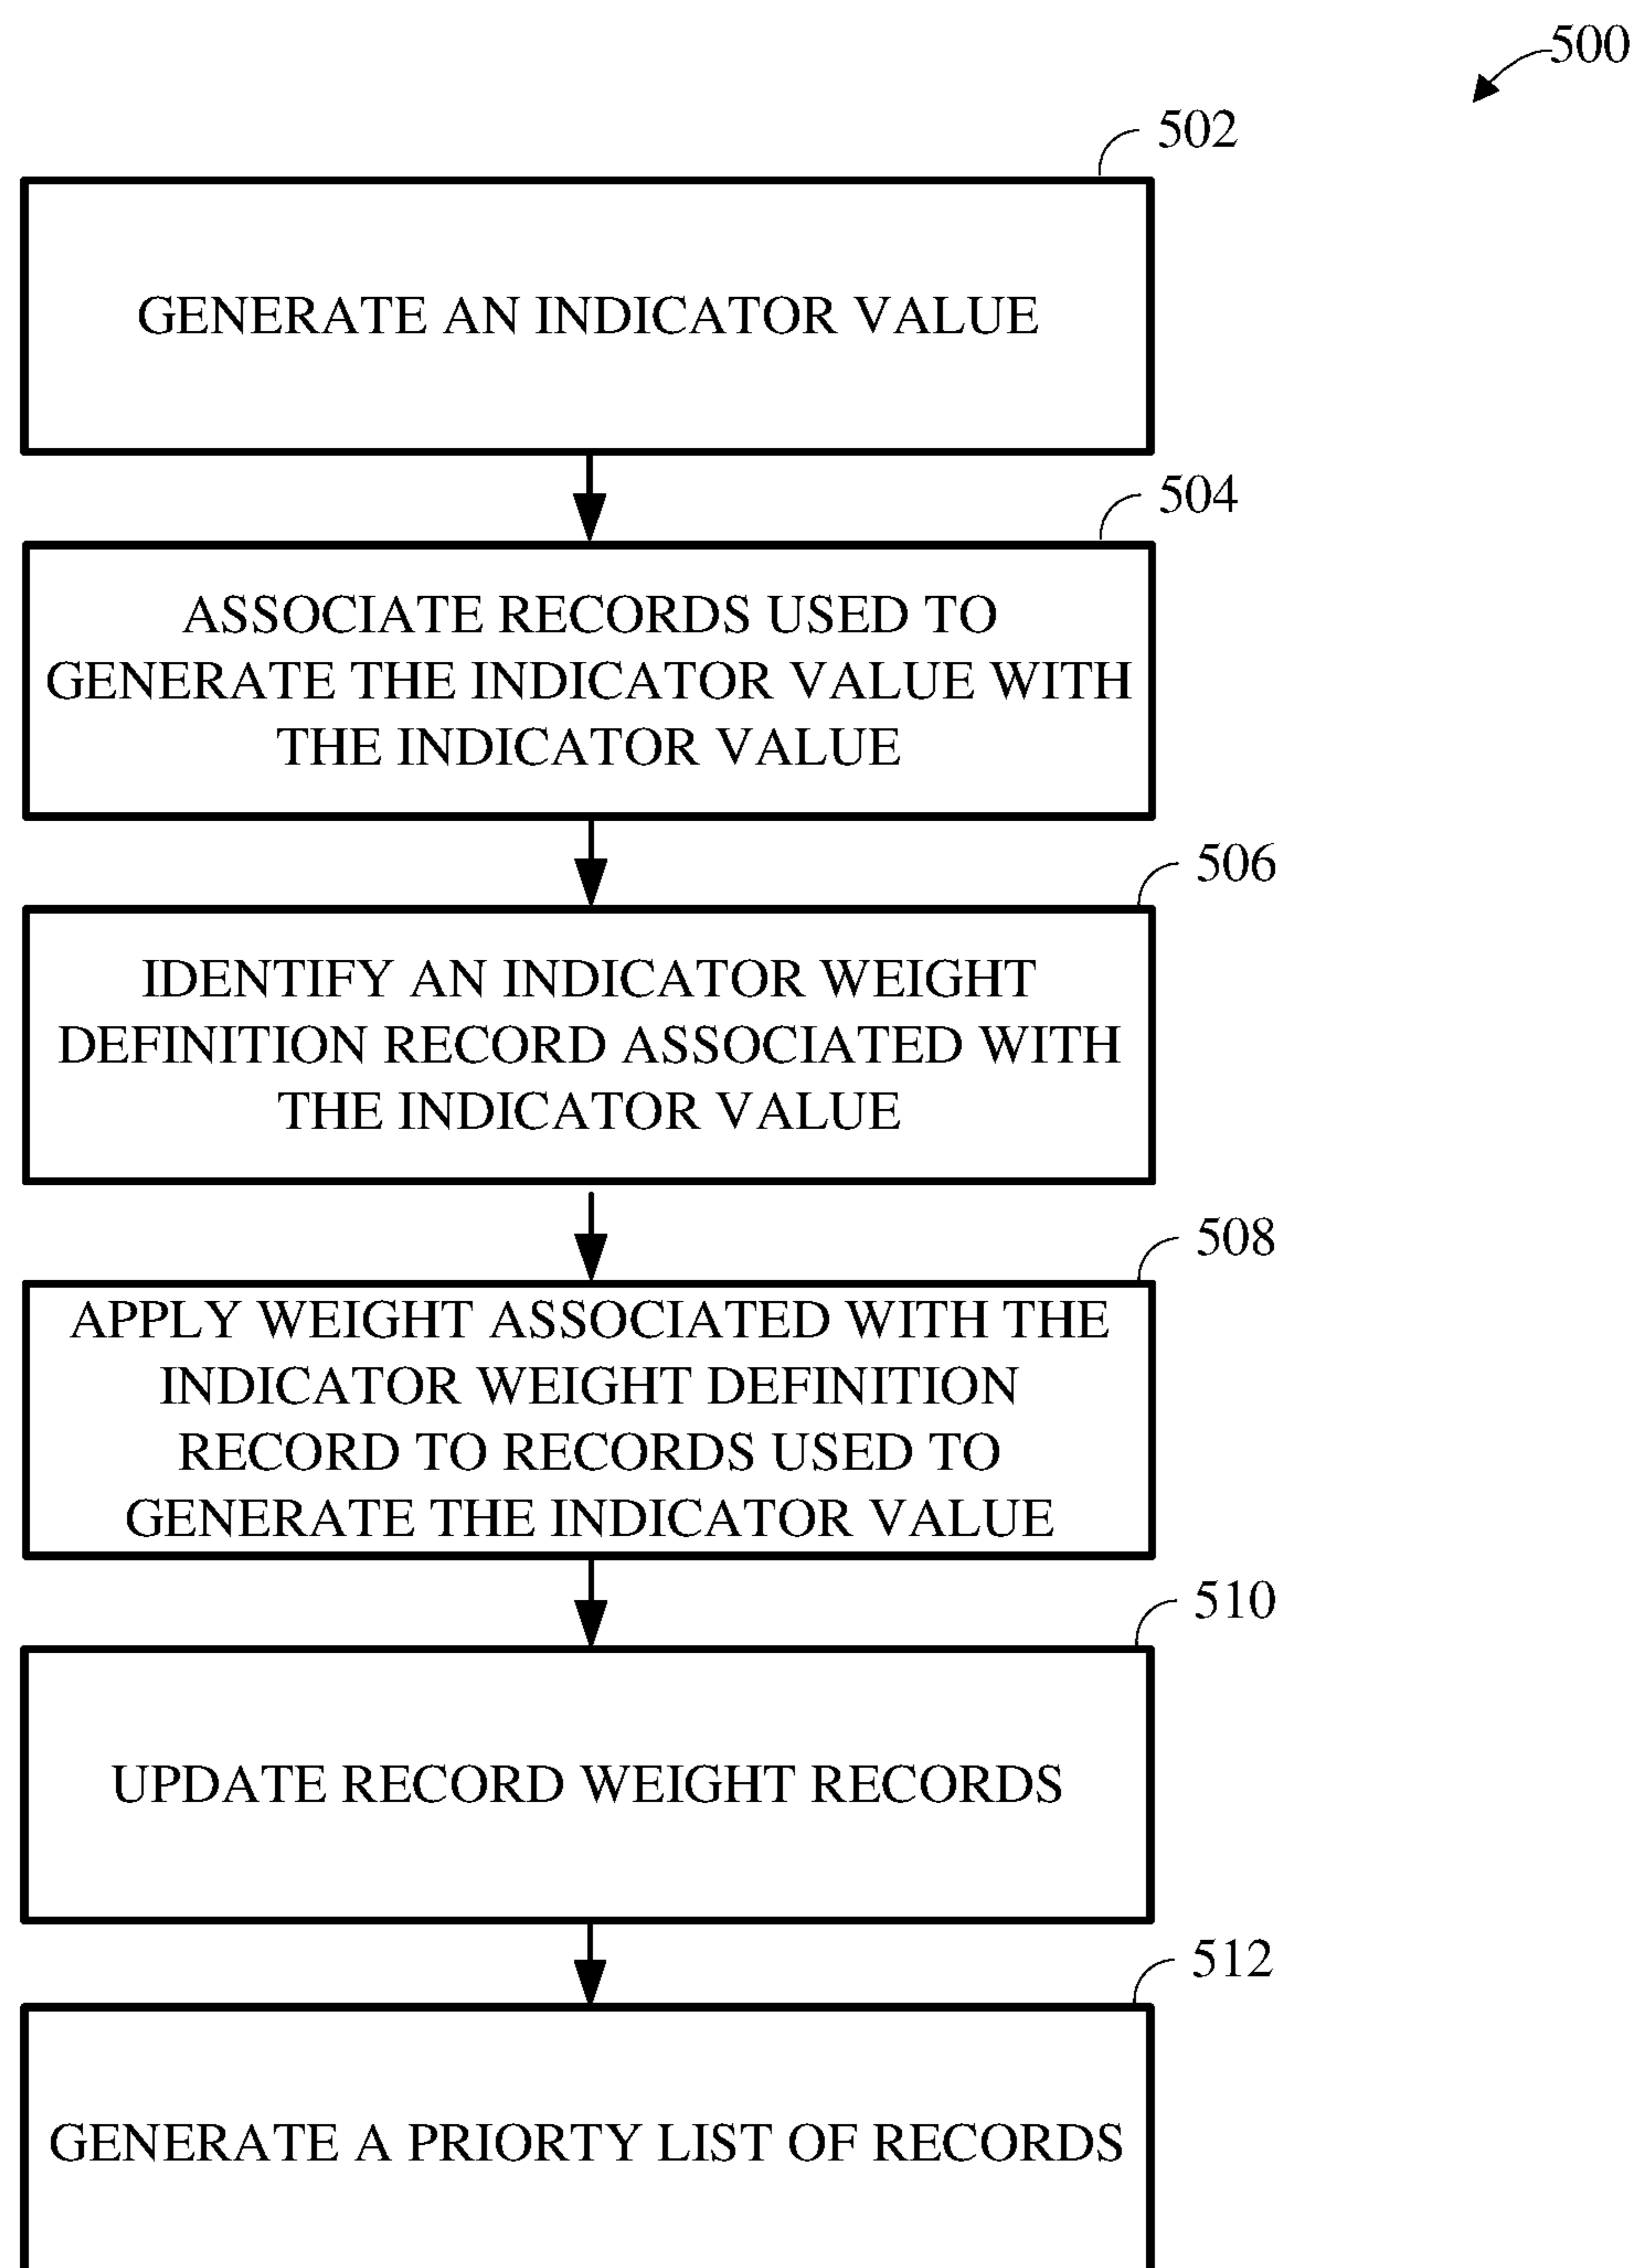 500
502
GENERATE AN INDICATOR VALUE
504
ASSOCIATE RECORDS USED TO
GENERATE THE INDICATOR VALUE WITH
THE INDICATOR VALUE
506
IDENTIFY AN INDICATOR WEIGHT
DEFINITION RECORD ASSOCIATED WITH
THE INDICATOR VALUE
508
APPLY WEIGHT ASSOCIATED WITH THE
INDICATOR WEIGHT DEFINITION
RECORD TO RECORDS USED TO
GENERATE THE INDICATOR VALUE
510
UPDATE RECORD WEIGHT RECORDS
512
GENERATE A PRIORTY LIST OF RECORDS